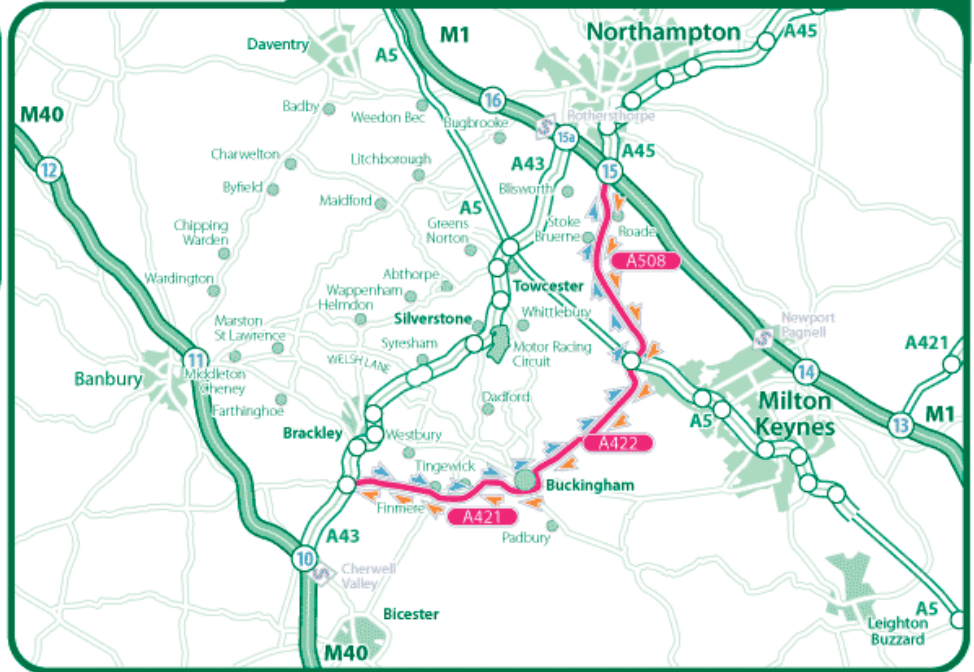 Northampton
A45
M1
Daventry
A5
16
M40
Badby
Weedon Bec
Bugbrooke
Rothersthorpe
15a
A45
A43
12
Charwelton
Litchborough
15
Byfield
Blisworth
Maidford
A5
Chipping
Warden
Greens
Norton
Stoke
Bruerne
Roade
A508
Wardington
Abthorpe
Wappenham
Towcester
Helmdon
Whittlebury
Newport
Pagnell
Silverstone
Marston
St Lawrence
A421
Syresham
Motor Racing
Circuit
11
WELSH LANE
14
Middleton
Cheney
Banbury
Dadford
Milton
Keynes
Farthinghoe
A5
M1
13
Brackley
Westbury
A422
Tingewick
Buckingham
Finmere
A421
A43
Padbury
10
Cherwell
Valley
Bicester
A5
Leighton
Buzzard
M40